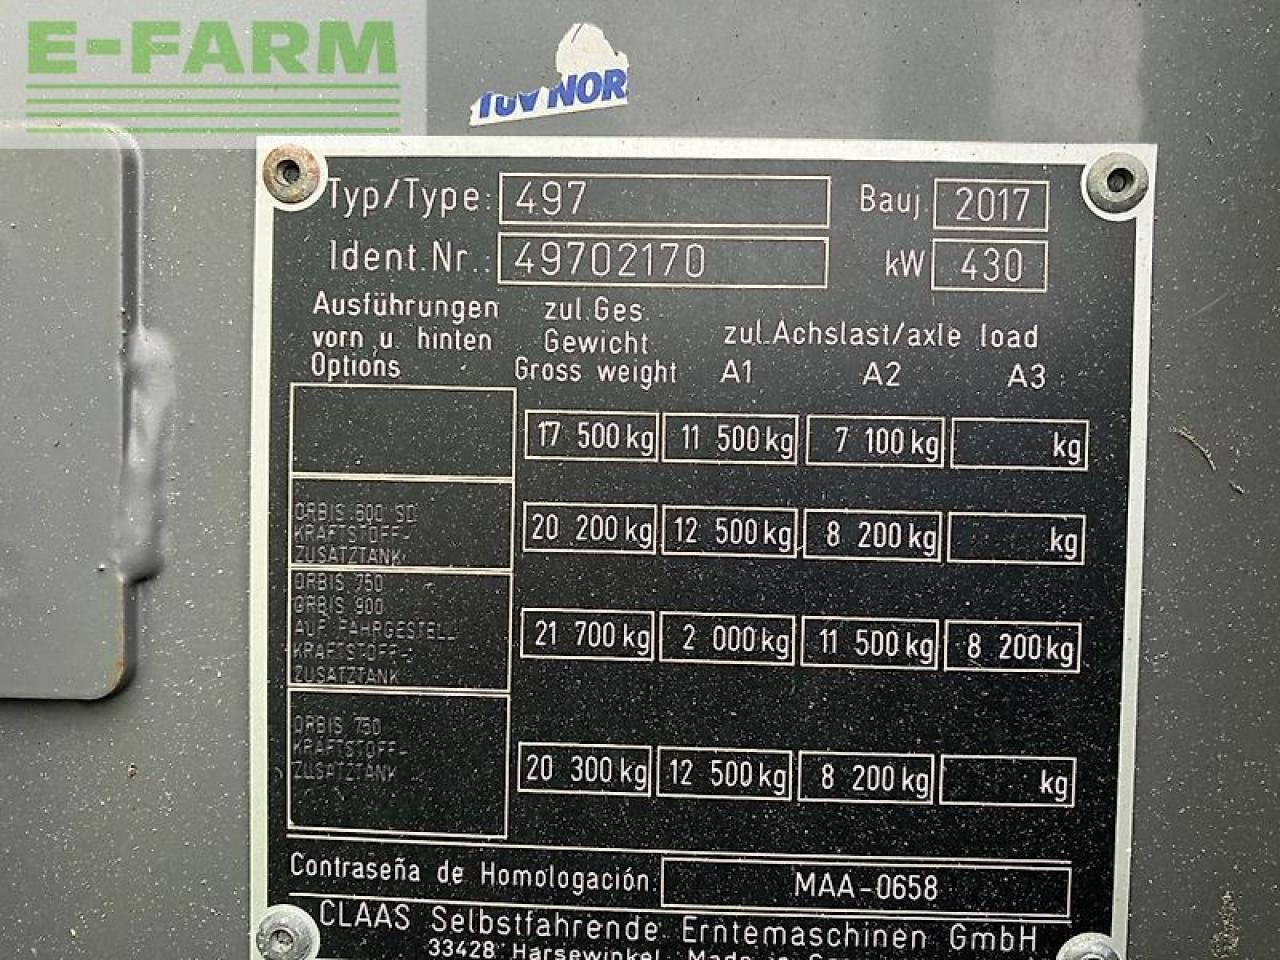 E-FARM
TÜV NOR
Typ/Type: 497 Bauj. 2017
Ident.Nr.: 49702170 kW 430
Ausführungen zul.Ges.
vorn u. hinten Gewicht zul.Achslast/axle load
Options Gross weight A1 A2 A3
17 500 kg 11 500 kg 7 100 kg kg
ORBIS 600 SD
KRAFTSTOFF- 20 200 kg 12 500 kg 8 200 kg kg
ZUSATZTANK
ORBIS 750
ORBIS 900
AUF FAHRGESTELL 21 700 kg 2 000 kg 11 500 kg 8 200 kg
KRAFTSTOFF-
ZUSATZTANK
ORBIS 750
KRAFTSTOFF-
ZUSATZTANK 20 300 kg 12 500 kg 8 200 kg kg
Contraseña de Homologación: MAA-0658
CLAAS Selbstfahrende Erntemaschinen GmbH
33428 Harsewinkel Made in